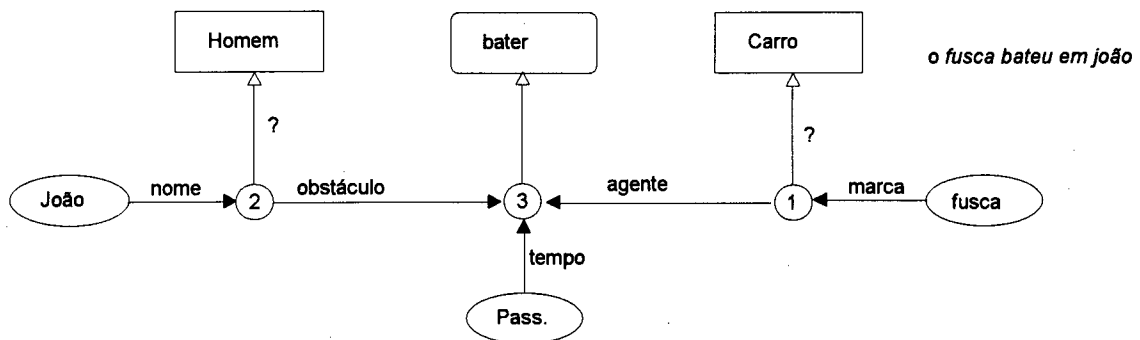 Homem
bater
Carro
o fusca bateu em joão
?
?
João
nome
2
obstáculo
3
agente
1
marca
fusca
tempo
Pass.